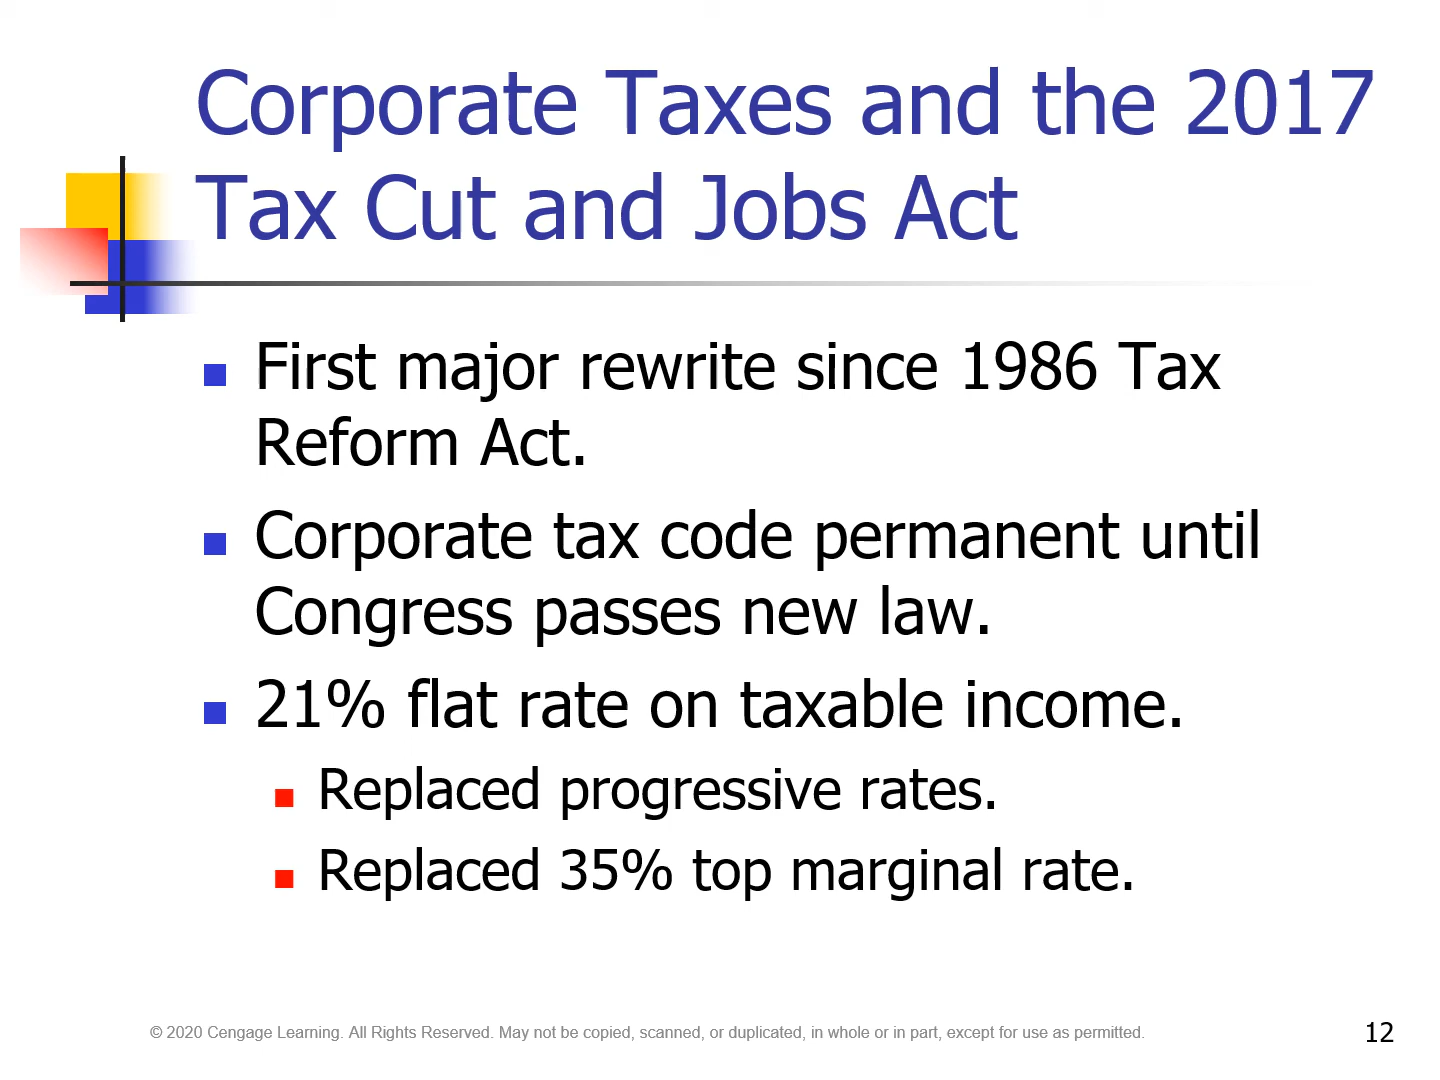 Corporate Taxes and the 2017
Tax Cut and Jobs Act
First major rewrite since 1986 Tax
Reform Act.
Corporate tax code permanent until
Congress passes new law.
21% flat rate on taxable income.
Replaced progressive rates.
Replaced 35% top marginal rate.
© 2020 Cengage Learning. All Rights Reserved. May not be copied, scanned, or duplicated, in whole or in part, except for use as permitted.
12